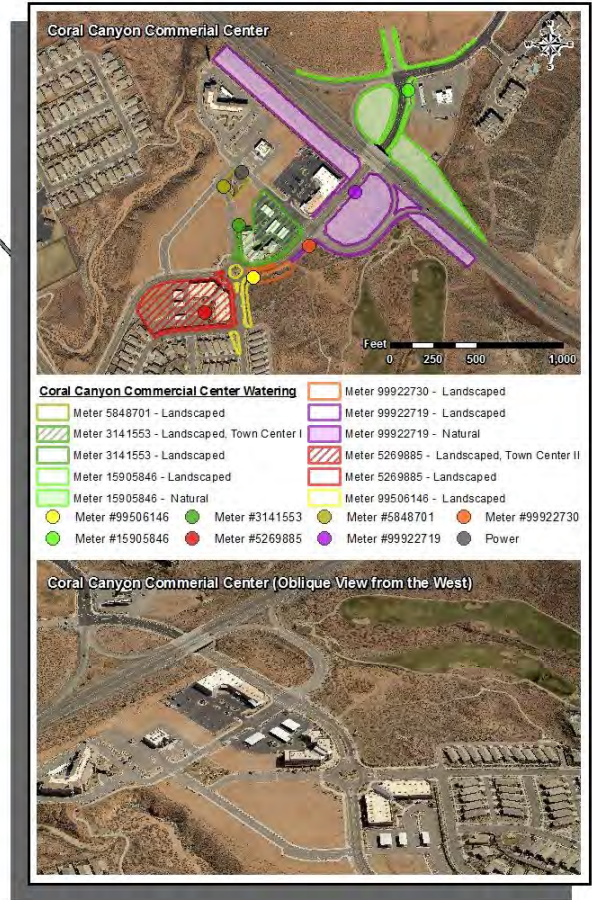 Coral Canyon Commerial Center
Feet
0 250 500 1,000
Coral Canyon Commercial Center Watering
Meter 5848701 - Landscaped
Meter 3141553 - Landscaped, Town Center I
Meter 3141553 - Landscaped
Meter 15905846 - Landscaped
Meter 15905846 - Natural
Meter 99922730 - Landscaped
Meter 99922719 - Landscaped
Meter 99922719 - Natural
Meter 5269885 - Landscaped, Town Center II
Meter 5269885 - Landscaped
Meter 99506146 - Landscaped
Meter #99506146 Meter #3141553 Meter #5848701 Meter #99922730
Meter #15905846 Meter #5269885 Meter #99922719 Power
Coral Canyon Commerial Center (Oblique View from the West)